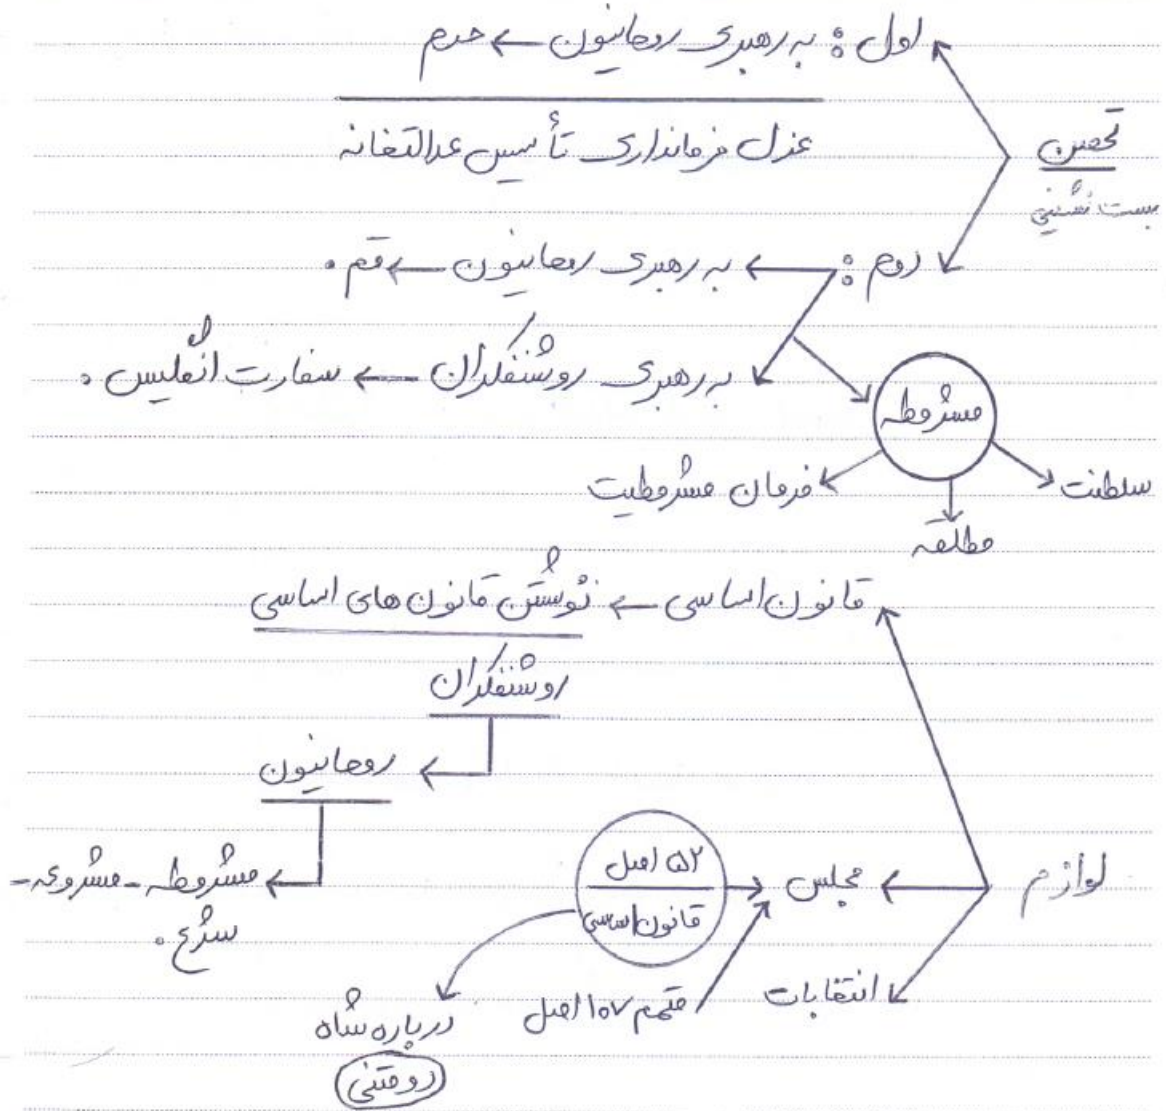 اول: به رهبری روحانیون ← حرم
عزل فرمانداری تأسیس عدالتخانه
تحصن
بست نشینی
دوم: ← به رهبری روحانیون ← قم.
به رهبری روشنفکران ← سفارت انگلیس.
مشروطه
سلطنت
فرمان مشروطیت
مطلقه
قانون اساسی ← نوشتن قانون های اساسی
روشنفکران
روحانیون
لوازم
مجلس
۵۲ اصل
قانون اساسی
مشروطه - مشروعه -
شرع.
انتخابات
متمم ۱۰۷ اصل
درباره شاه